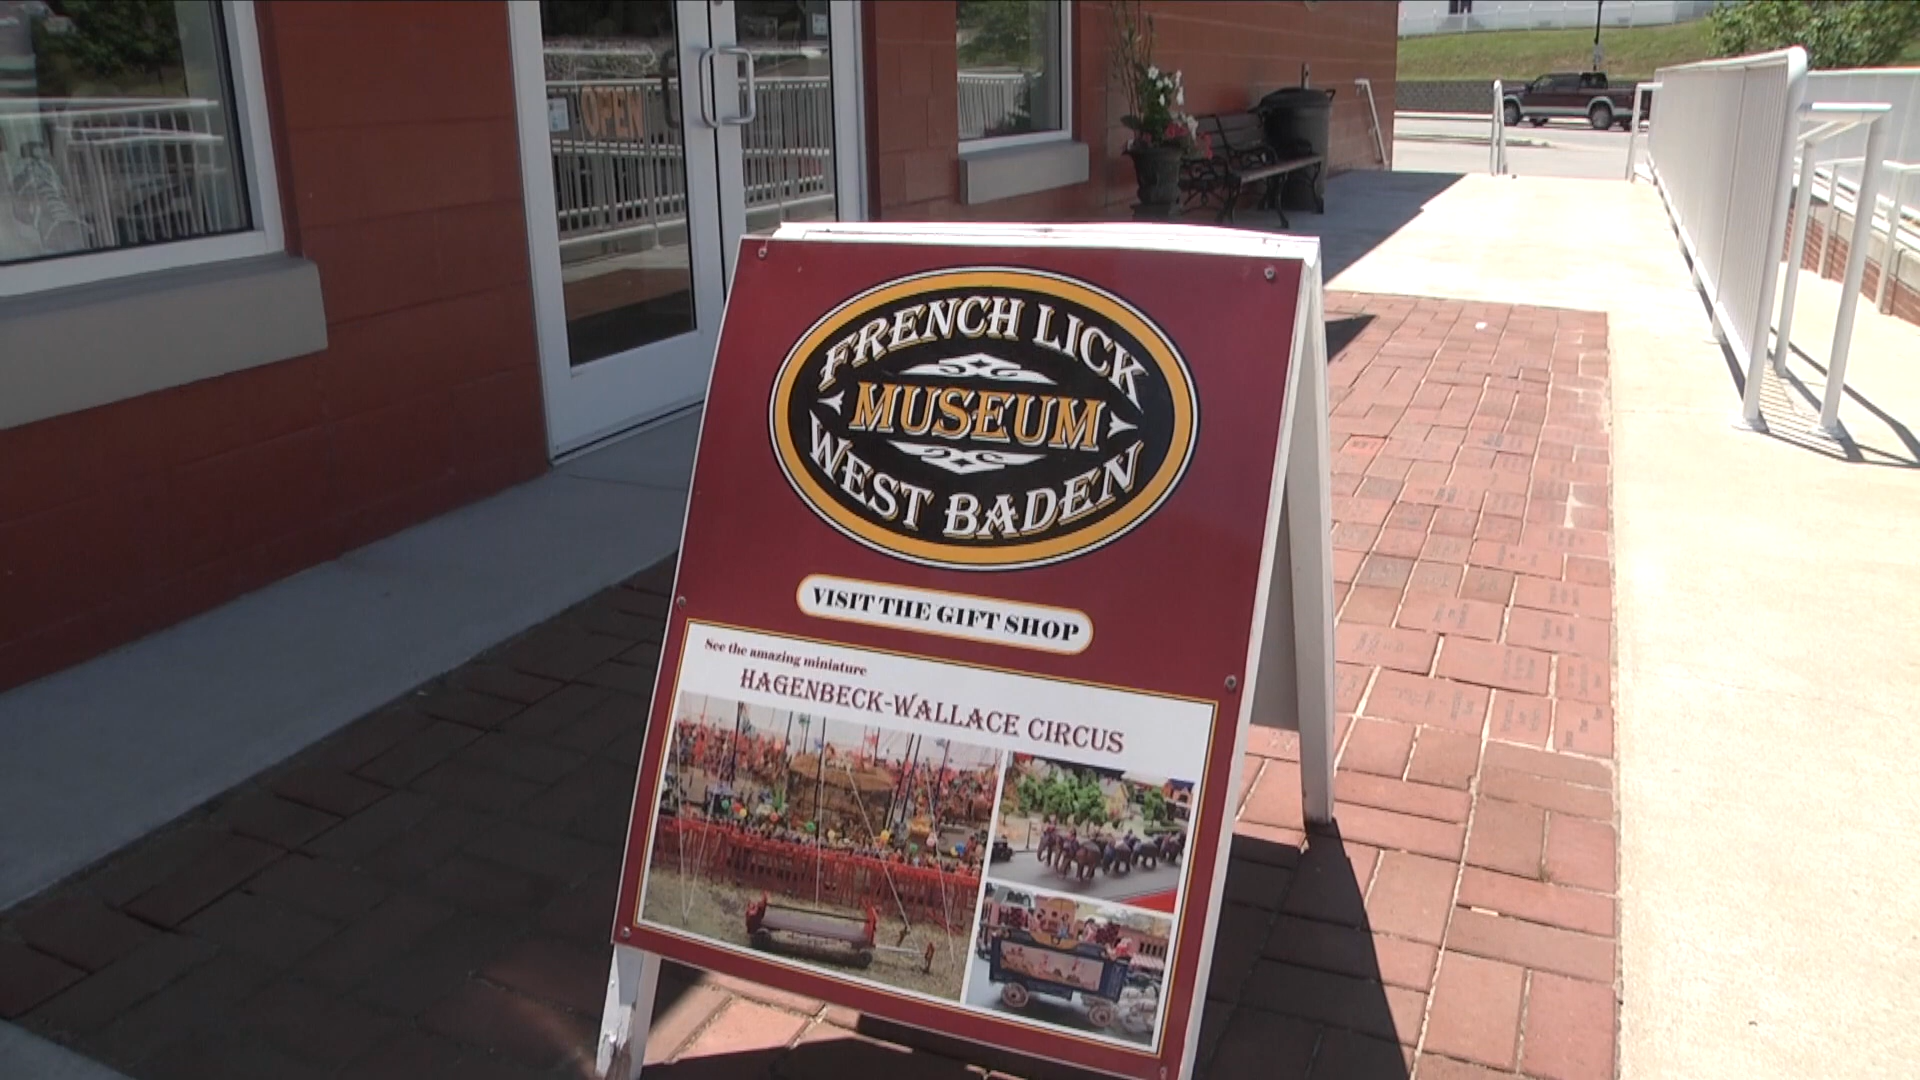 OPEN
FRENCH LICK
MUSEUM
WEST BADEN
VISIT THE GIFT SHOP
See the amazing miniature
HAGENBECK-WALLACE CIRCUS